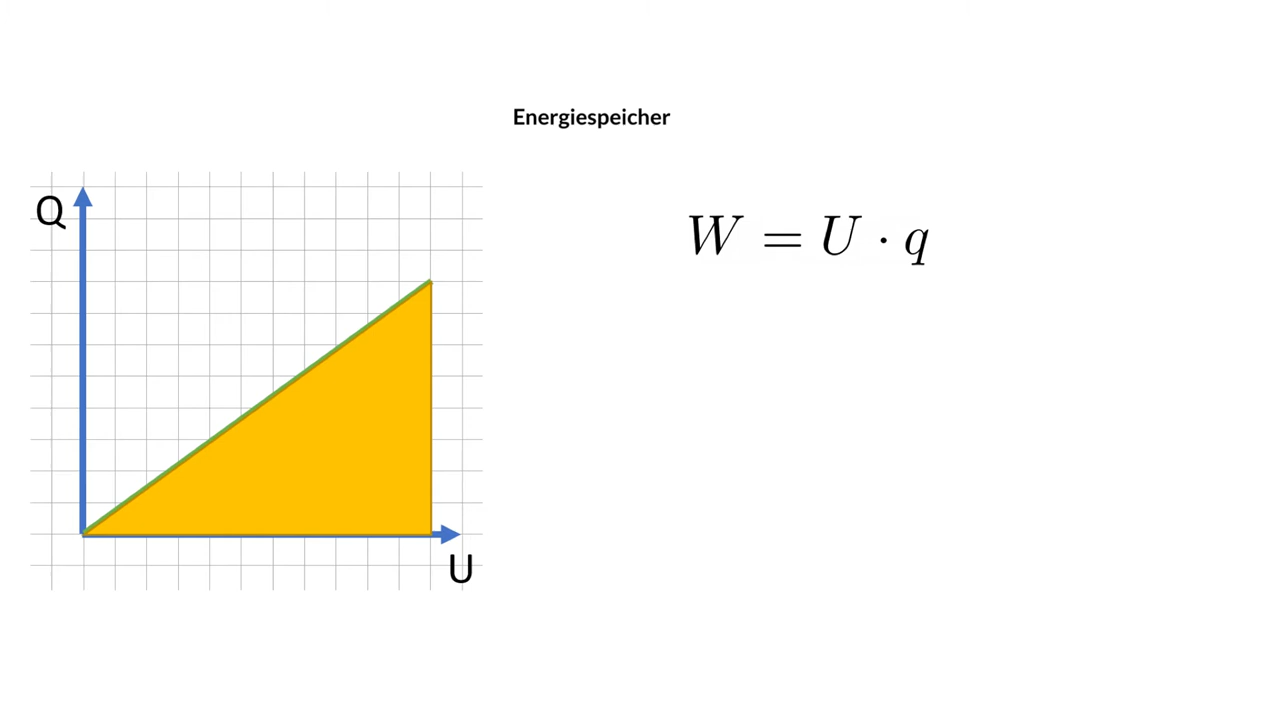 Energiespeicher
Q
W = U · q
U